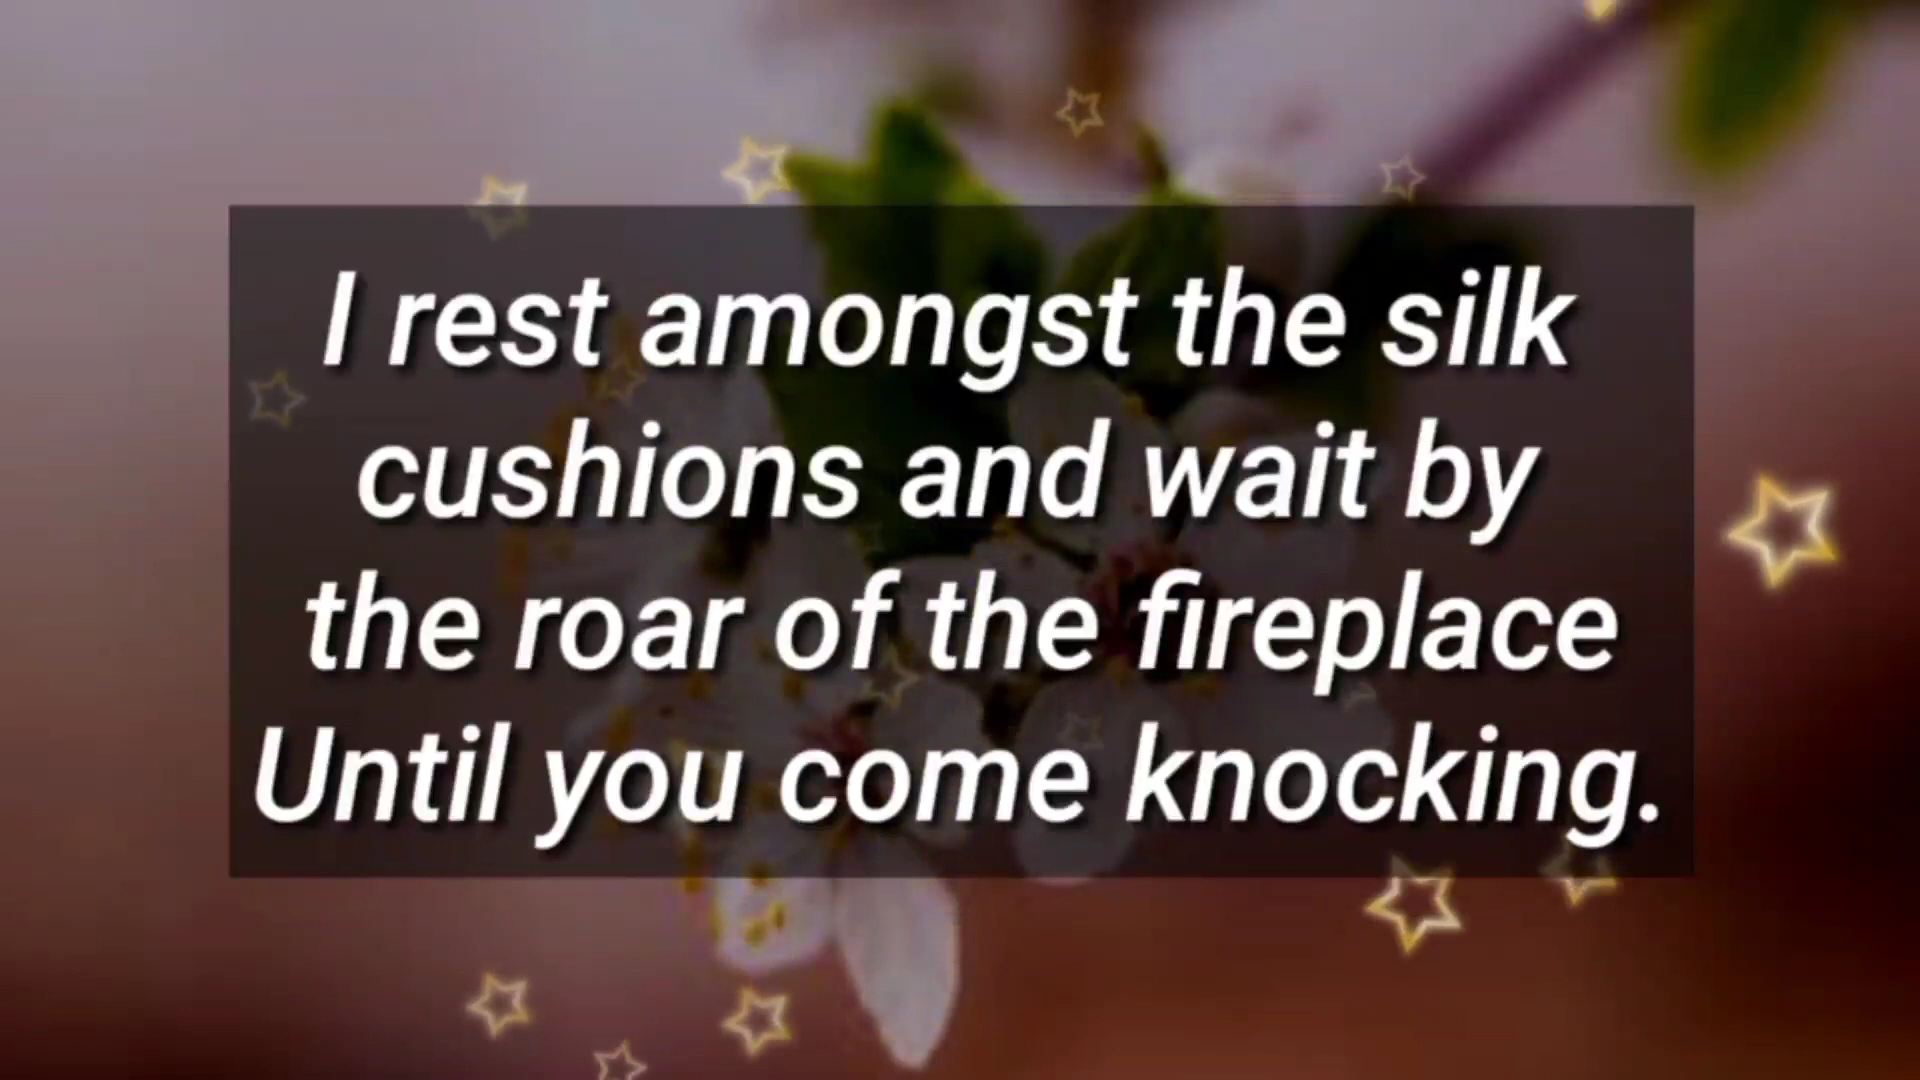 I rest amongst the silk
cushions and wait by
the roar of the fireplace
Until you come knocking.